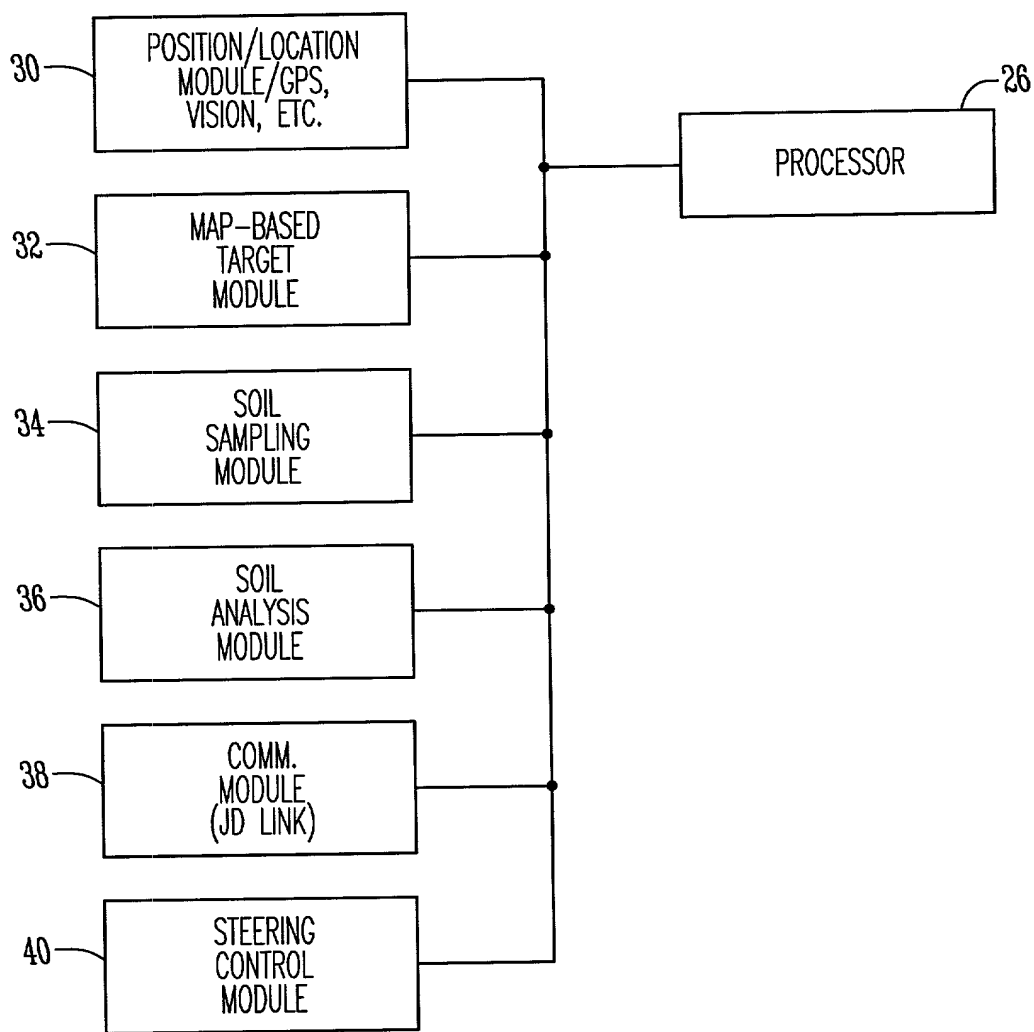 30
POSITION/LOCATION
MODULE/GPS,
VISION, ETC.
26
PROCESSOR
32
MAP-BASED
TARGET
MODULE
34
SOIL
SAMPLING
MODULE
36
SOIL
ANALYSIS
MODULE
38
COMM.
MODULE
(JD LINK)
40
STEERING
CONTROL
MODULE